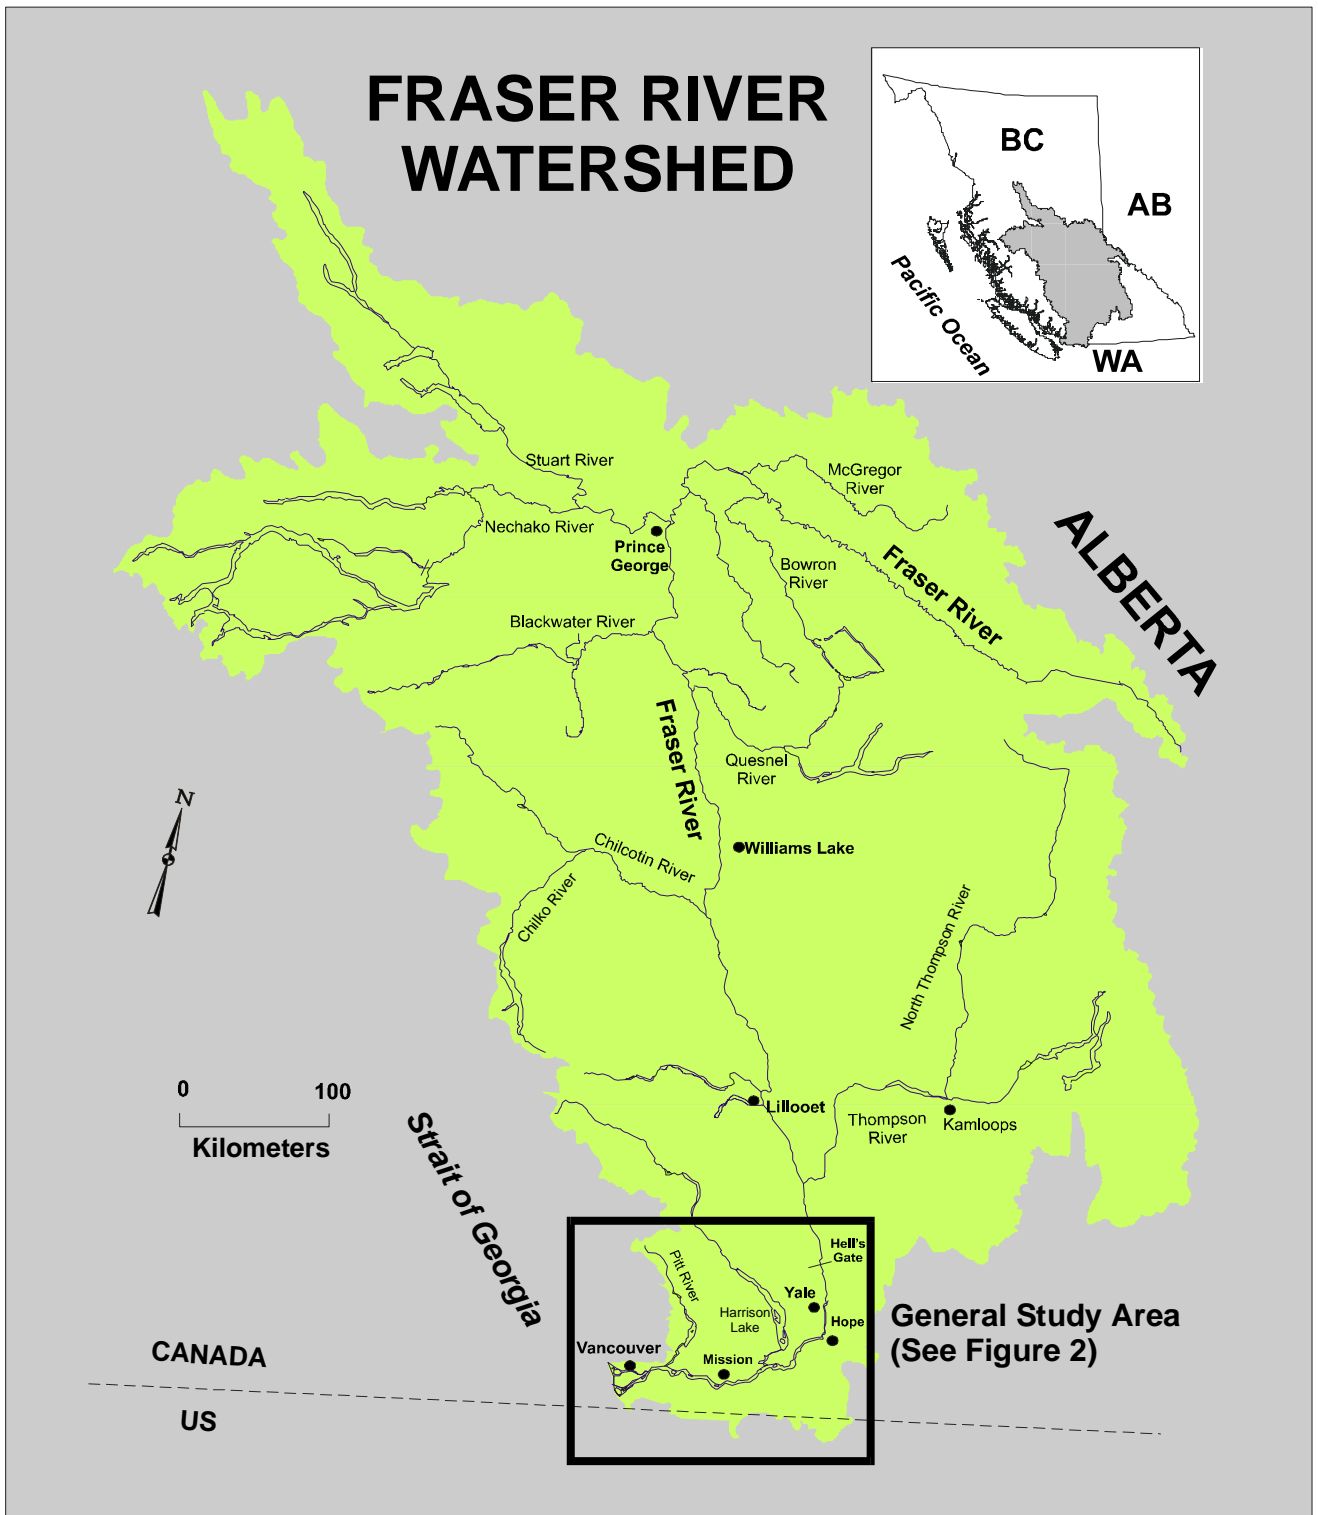 FRASER RIVER
WATERSHED
BC
AB
Pacific Ocean
WA
Stuart River
McGregor
River
Nechako River
Prince
George
Bowron
River
Fraser River
ALBERTA
Blackwater River
Fraser River
Quesnel
River
N
Williams Lake
Chilcotin River
Chilko River
North Thompson River
0 100
Kilometers
Lillooet
Thompson
River
Kamloops
Strait of Georgia
Hell's
Gate
Pitt River
Yale
Harrison
Lake
Hope
General Study Area
(See Figure 2)
Vancouver
Mission
CANADA
US